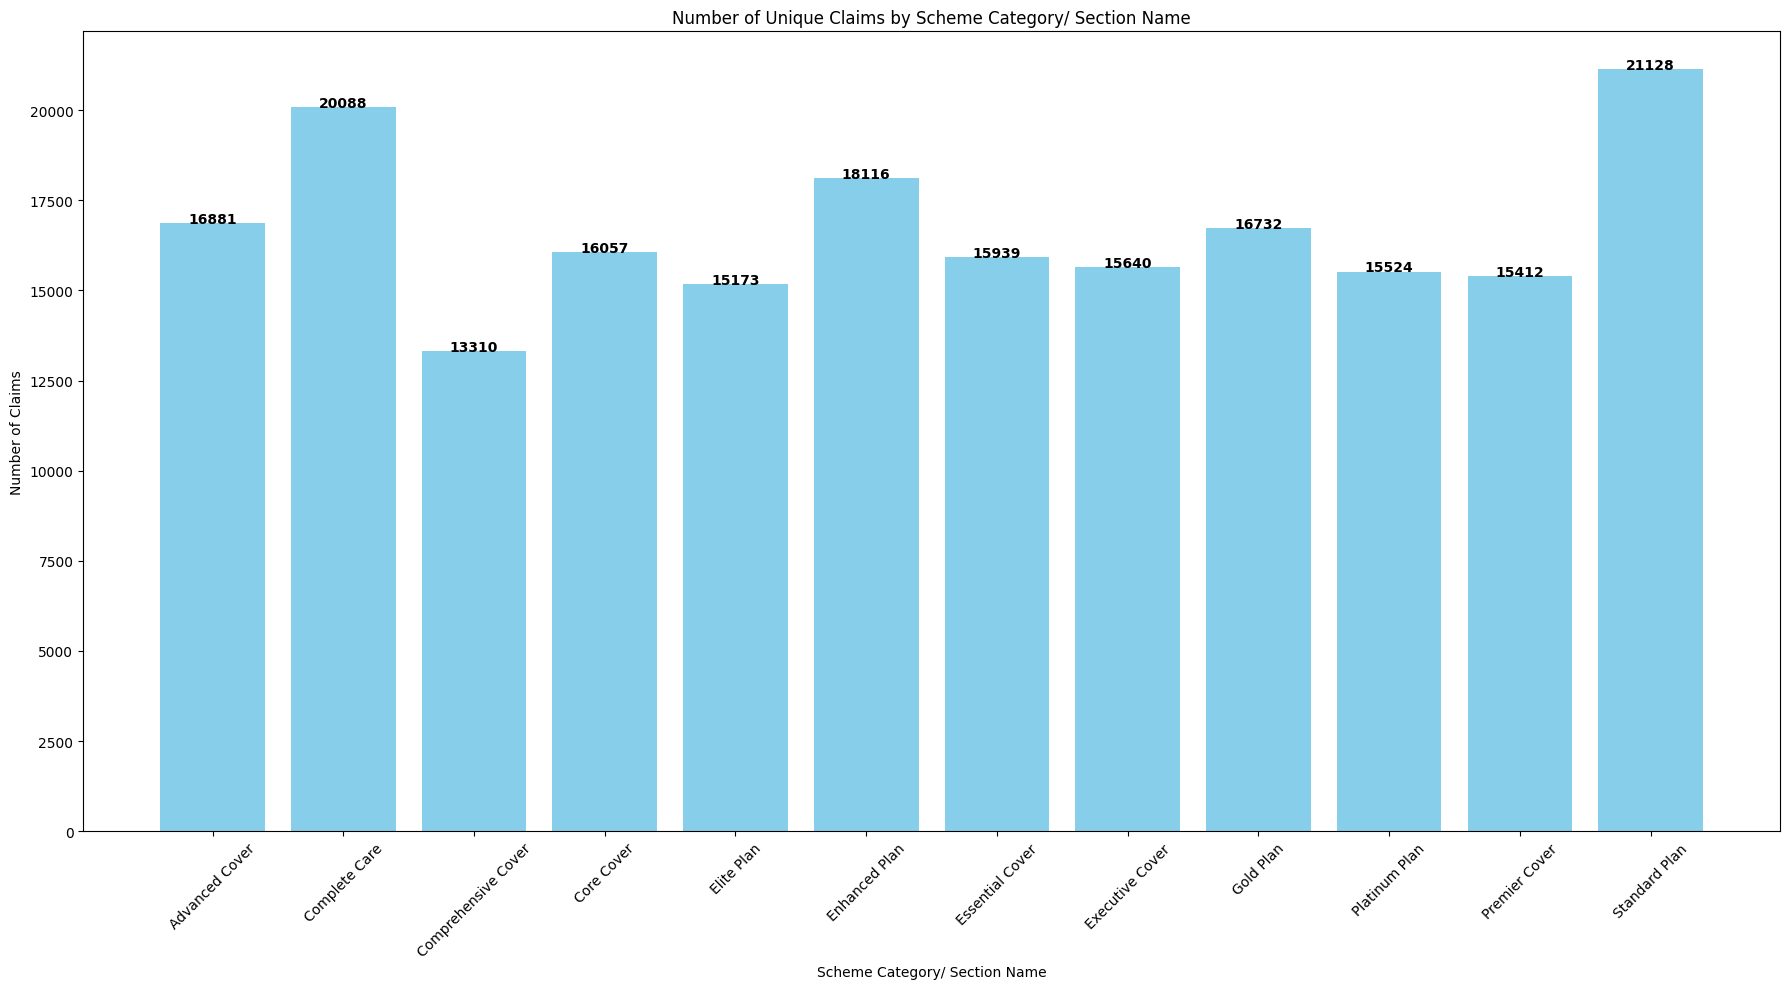 Number of Unique Claims by Scheme Category/ Section Name
Number of Claims
20000
17500
15000
12500
10000
7500
5000
2500
0
16881
20088
13310
16057
15173
18116
15939
15640
16732
15524
15412
21128
Advanced Cover
Complete Care
Comprehensive Cover
Core Cover
Elite Plan
Enhanced Plan
Essential Cover
Executive Cover
Gold Plan
Platinum Plan
Premier Cover
Standard Plan
Scheme Category/ Section Name